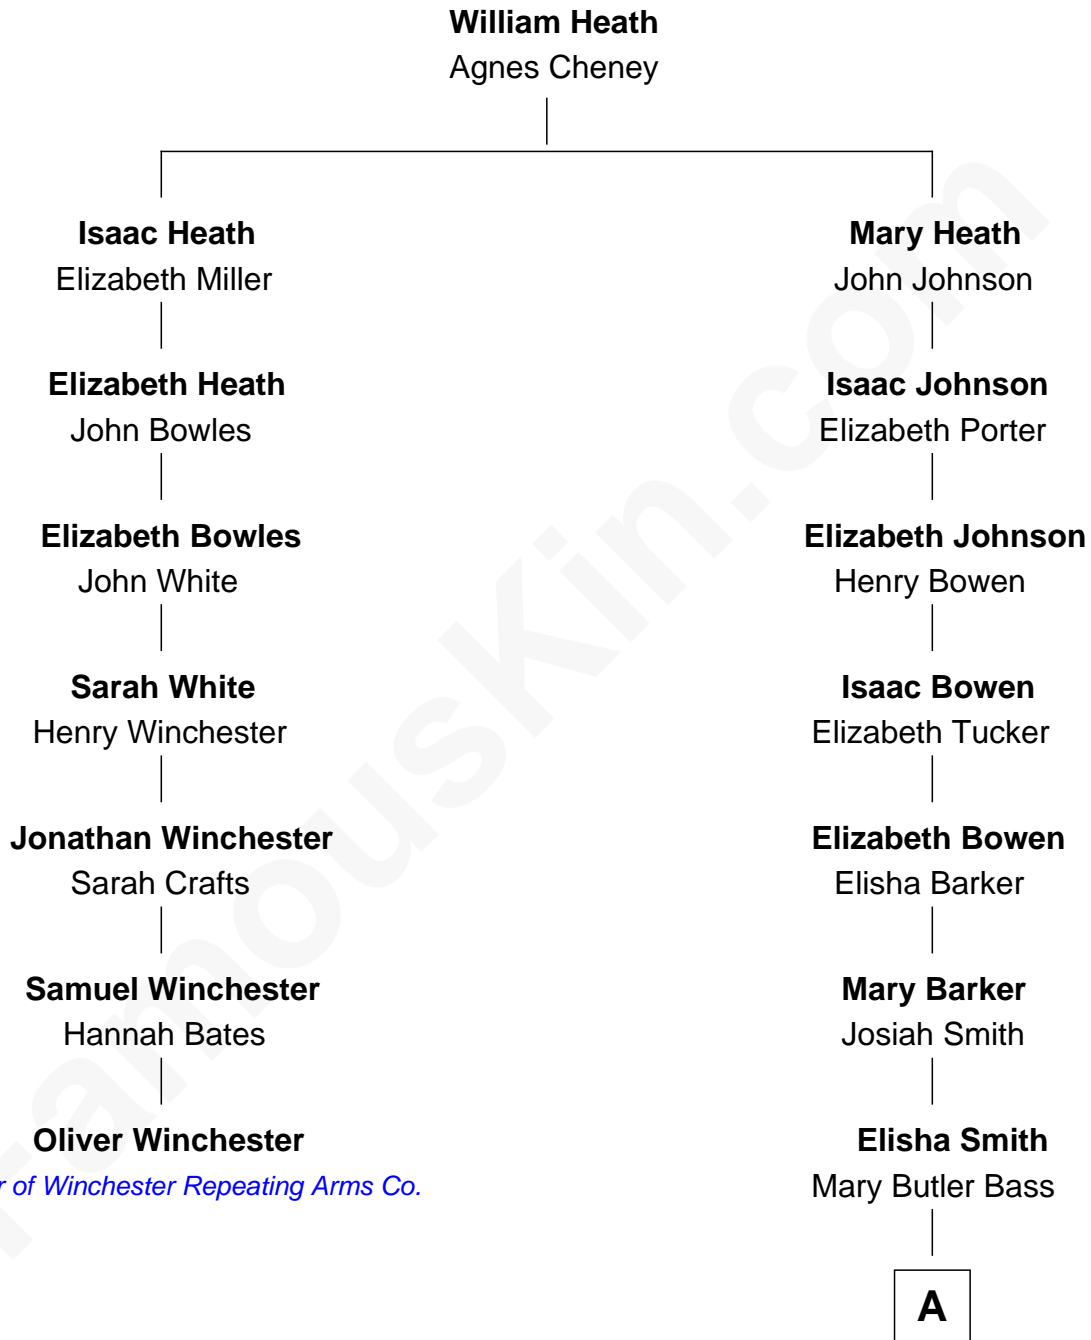 William Heath
Agnes Cheney
Isaac Heath
Elizabeth Miller
Elizabeth Heath
John Bowles
Elizabeth Bowles
John White
Sarah White
Henry Winchester
Jonathan Winchester
Sarah Crafts
Samuel Winchester
Hannah Bates
Oliver Winchester
of Winchester Repeating Arms Co.
Mary Heath
John Johnson
Isaac Johnson
Elizabeth Porter
Elizabeth Johnson
Henry Bowen
Isaac Bowen
Elizabeth Tucker
Elizabeth Bowen
Elisha Barker
Mary Barker
Josiah Smith
Elisha Smith
Mary Butler Bass
A
FamousKin.com